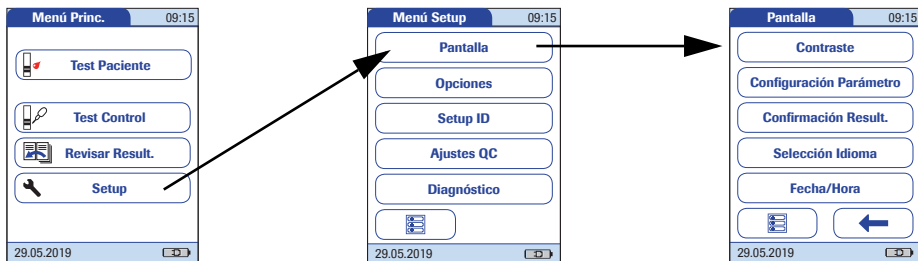 Menú Princ. 09:15
Test Paciente
Test Control
Revisar Result.
Setup
29.05.2019
Menú Setup 09:15
Pantalla
Opciones
Setup ID
Ajustes QC
Diagnóstico
29.05.2019
Pantalla 09:15
Contraste
Configuración Parámetro
Confirmación Result.
Selección Idioma
Fecha/Hora
29.05.2019